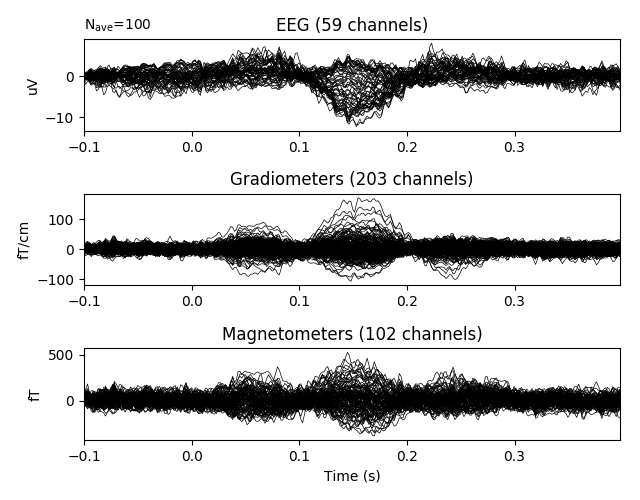 N_ave=100
EEG (59 channels)
0
−10
uV
−0.1 0.0 0.1 0.2 0.3
Gradiometers (203 channels)
100
0
−100
fT/cm
−0.1 0.0 0.1 0.2 0.3
Magnetometers (102 channels)
500
0
fT
−0.1 0.0 0.1 0.2 0.3
Time (s)